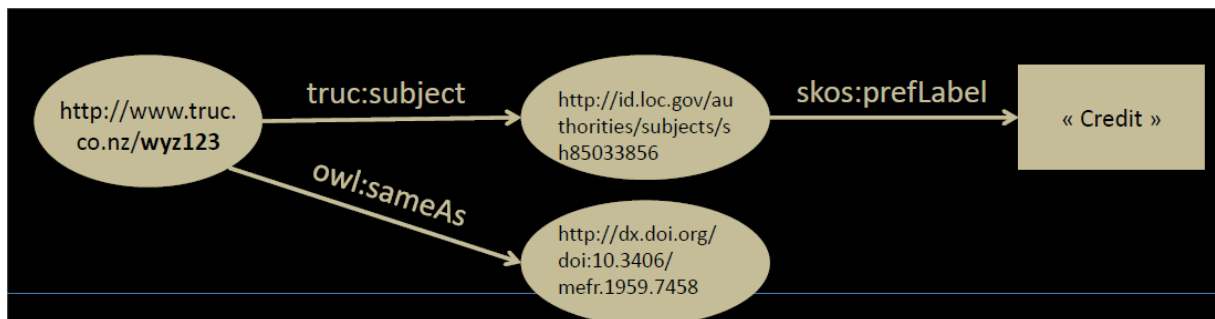 http://www.truc.
co.nz/wyz123
truc:subject
http://id.loc.gov/au
thorities/subjects/s
h85033856
skos:prefLabel
« Credit »
owl:sameAs
http://dx.doi.org/
doi:10.3406/
mefr.1959.7458